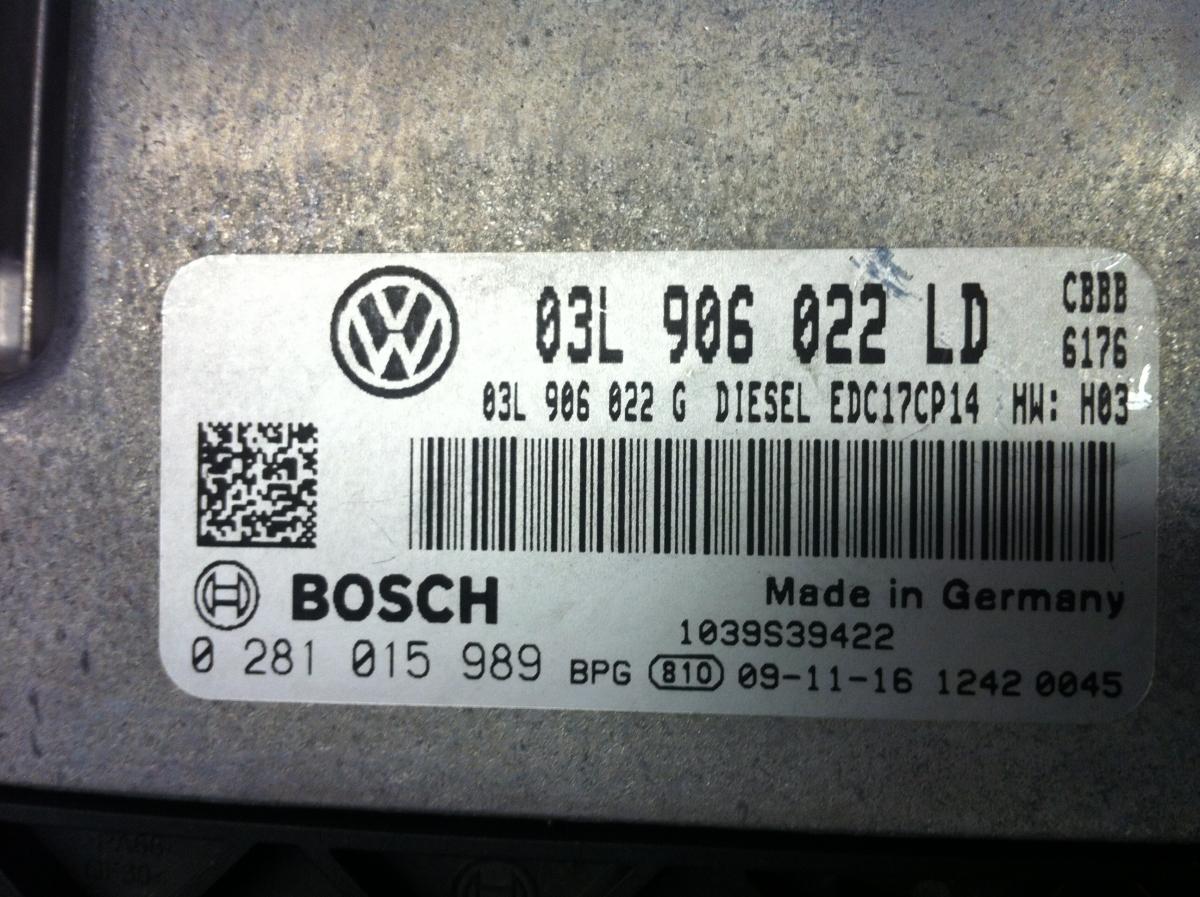 03L 906 022 LD
CBBB
6176
03L 906 022 G DIESEL EDC17CP14 HW: H03
BOSCH
Made in Germany
1039S39422
0 281 015 989
BPG 810 09-11-16 1242 0045